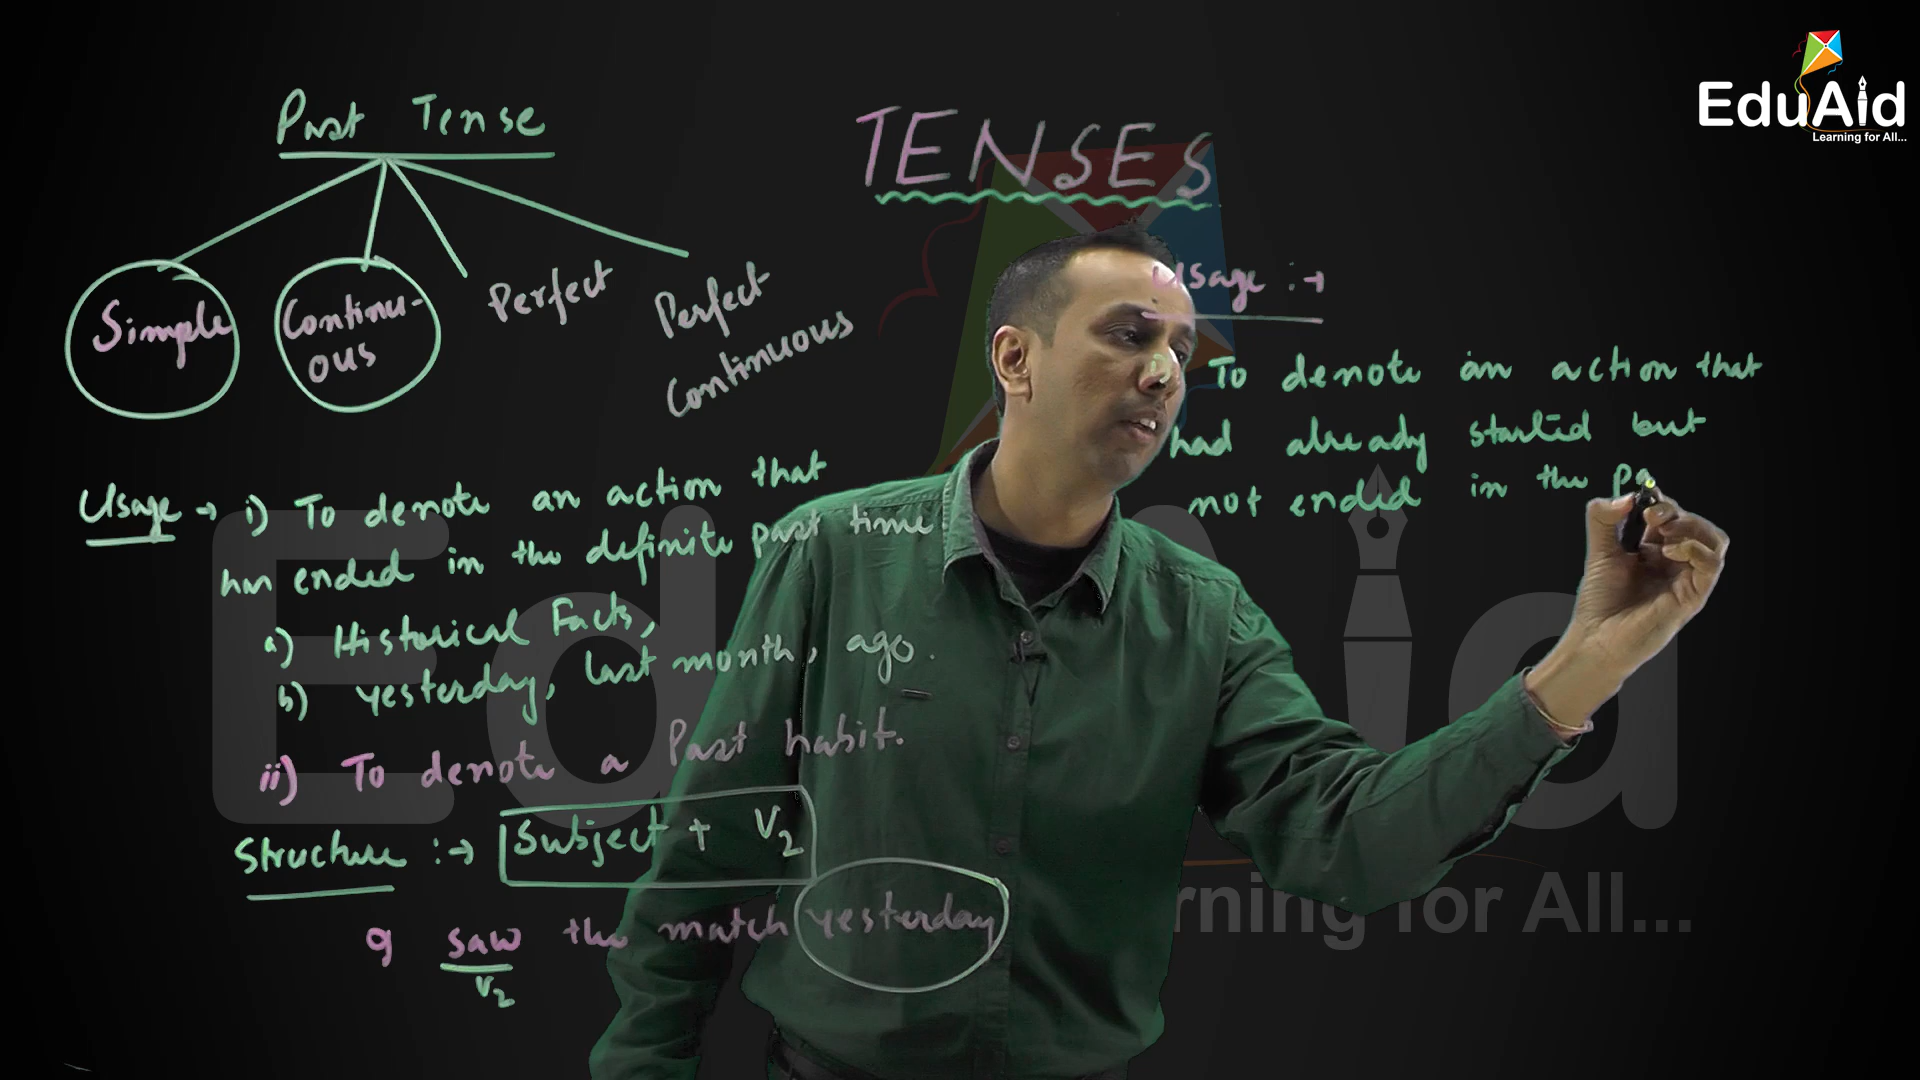 EduAid
Learning for All...
TENSES
Past Tense
Simple
Continu-
ous
Perfect
Perfect
Continuous
Usage → i) To denote an action that
has ended in the definite past time
a) Historical Facts,
b) yesterday, last month, ago.
ii) To denote a Past habit.
Structure :→ Subject + V2
I saw the match yesterday
V2
Usage :→
i) To denote an action that
had already started but
not ended in the pa
Ed Aid
rning for All...